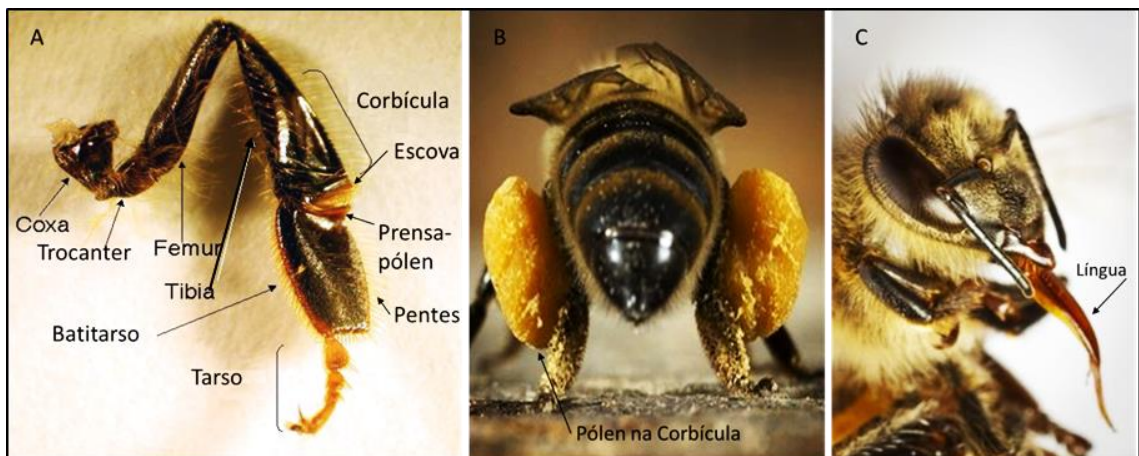 A
Corbícula
Escova
Coxa
Trocanter
Femur
Prensa-
pólen
Tibia
Batitarso
Pentes
Tarso
B
Pólen na Corbícula
C
Língua